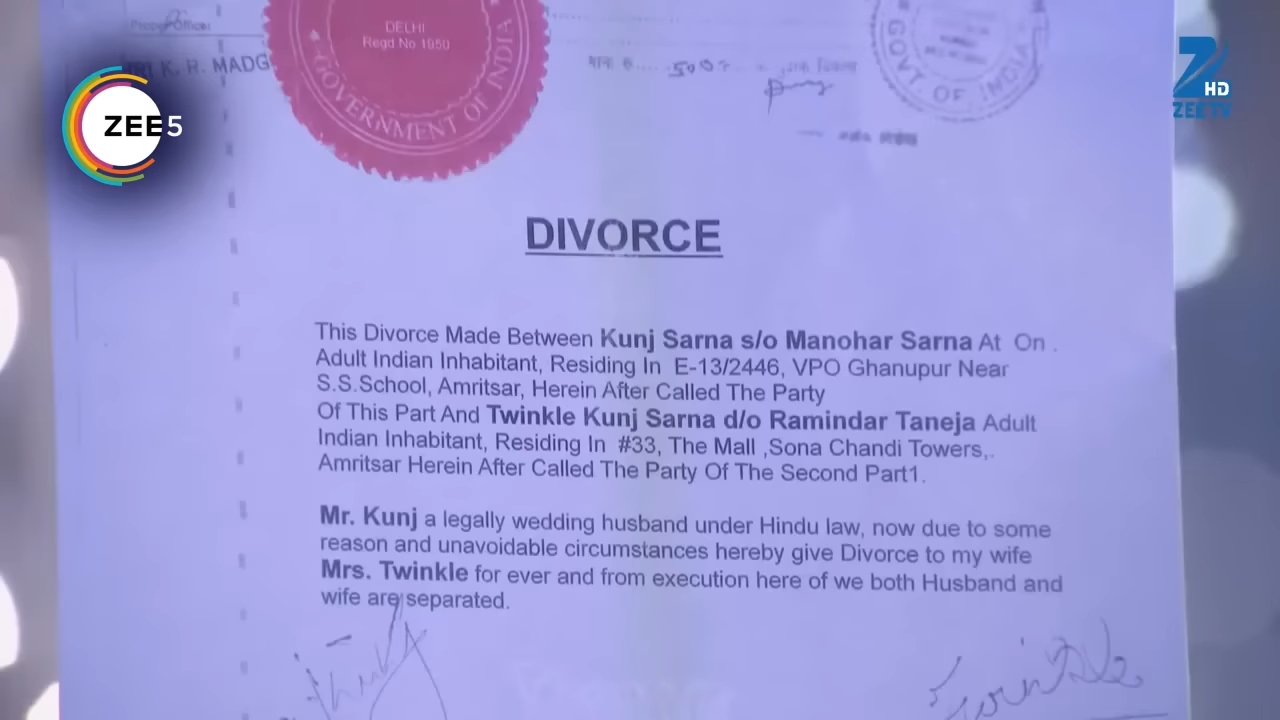 Proper Officer
K. R. MADG
DELHI
Regd No 1950
GOVERNMENT OF INDIA
GOVT. OF INDIA
ZEE5
HD
ZEE TV
DIVORCE
This Divorce Made Between Kunj Sarna s/o Manohar Sarna At On .
Adult Indian Inhabitant, Residing In E-13/2446, VPO Ghanupur Near
S.S.School, Amritsar, Herein After Called The Party
Of This Part And Twinkle Kunj Sarna d/o Ramindar Taneja Adult
Indian Inhabitant, Residing In #33, The Mall ,Sona Chandi Towers,.
Amritsar Herein After Called The Party Of The Second Part1.
Mr. Kunj a legally wedding husband under Hindu law, now due to some
reason and unavoidable circumstances hereby give Divorce to my wife
Mrs. Twinkle for ever and from execution here of we both Husband and
wife are separated.
Twinkle